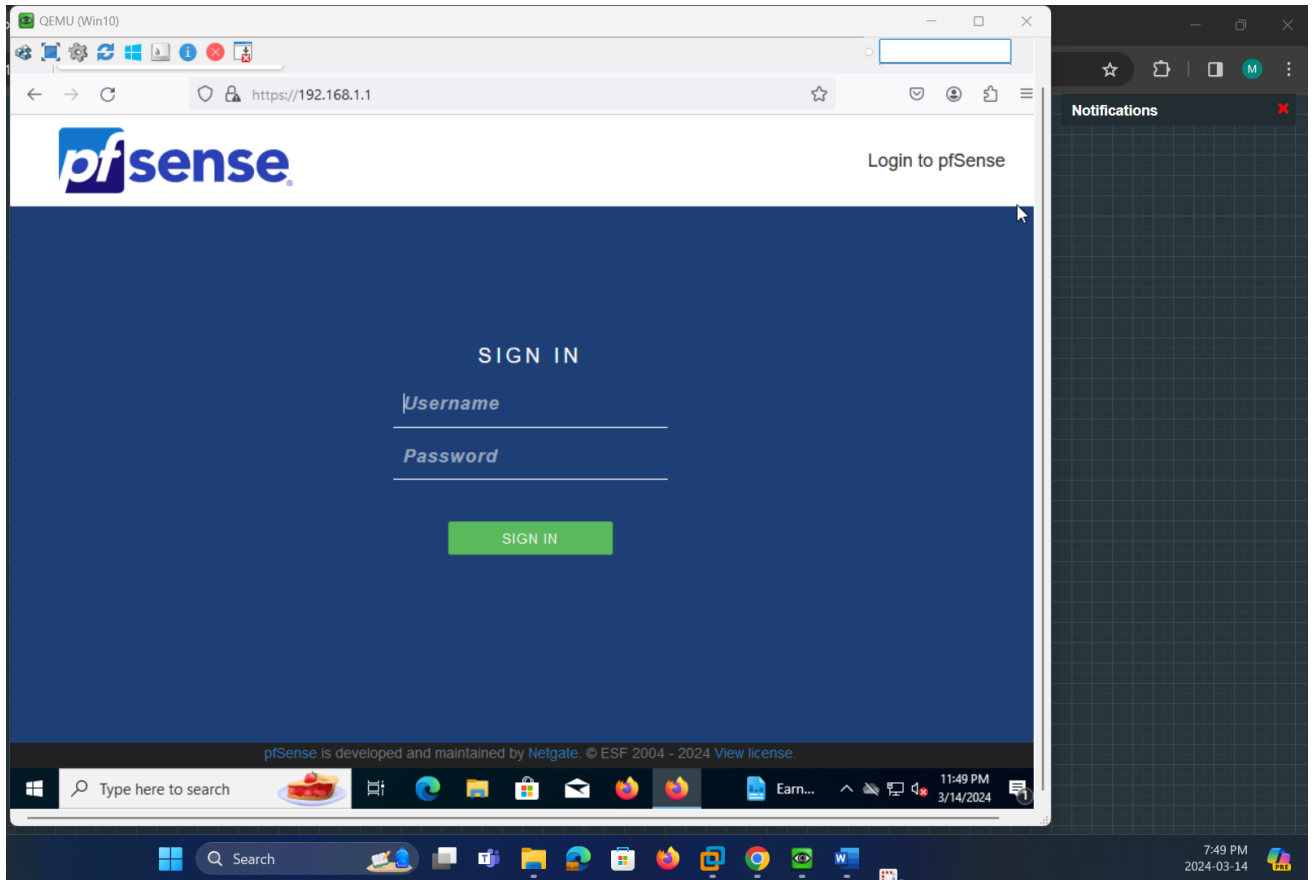 QEMU (Win10)
https://192.168.1.1
M
Notifications
pfsense
Login to pfSense
SIGN IN
Username
Password
SIGN IN
pfSense is developed and maintained by Netgate. © ESF 2004 - 2024 View license.
Type here to search
Earn...
11:49 PM
3/14/2024
1
Search
W
7:49 PM
2024-03-14
PRE